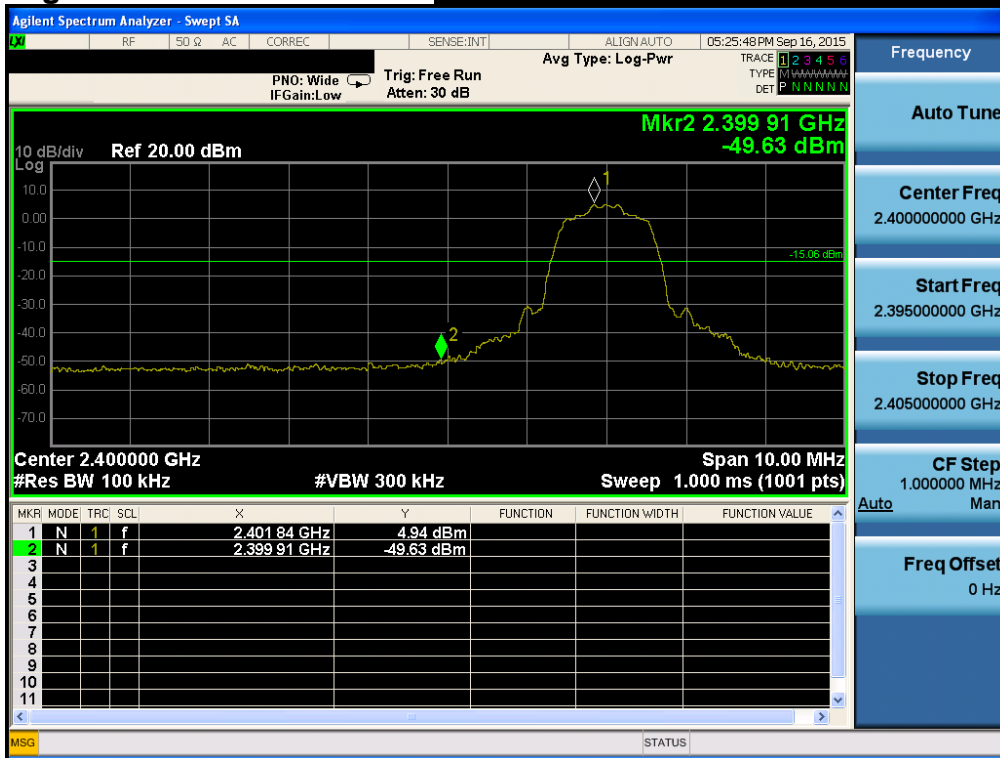 Agilent Spectrum Analyzer - Swept SA
LXI RF 50 Ω AC CORREC SENSE:INT ALIGN AUTO 05:25:48 PM Sep 16, 2015
Frequency
Avg Type: Log-Pwr TRACE 1 2 3 4 5 6
PNO: Wide Trig: Free Run TYPE M WWWWW
IFGain:Low Atten: 30 dB DET P N N N N N
Auto Tune
Mkr2 2.399 91 GHz
10 dB/div Ref 20.00 dBm -49.63 dBm
Log
10.0
0.00
-10.0
-20.0
-30.0
-40.0
-50.0
-60.0
-70.0
1
-15.06 dBm
2
Center Freq
2.400000000 GHz
Start Freq
2.395000000 GHz
Stop Freq
2.405000000 GHz
Center 2.400000 GHz Span 10.00 MHz
#Res BW 100 kHz #VBW 300 kHz Sweep 1.000 ms (1001 pts)
CF Step
1.000000 MHz
Auto Man
MKR MODE TRC SCL X Y FUNCTION FUNCTION WIDTH FUNCTION VALUE
1 N 1 f 2.401 84 GHz 4.94 dBm
2 N 1 f 2.399 91 GHz -49.63 dBm
3
4
5
6
7
8
9
10
11
Freq Offset
0 Hz
MSG STATUS